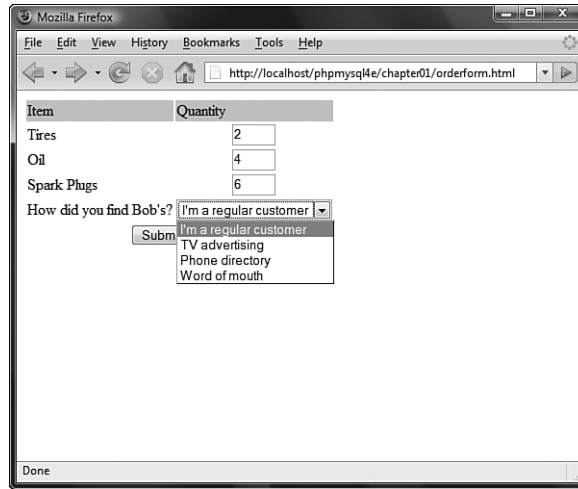 Mozilla Firefox
File Edit View History Bookmarks Tools Help
http://localhost/phpmysql4e/chapter01/orderform.html
Item Quantity
Tires 2
Oil 4
Spark Plugs 6
How did you find Bob's? I'm a regular customer
Subm
I'm a regular customer
TV advertising
Phone directory
Word of mouth
Done